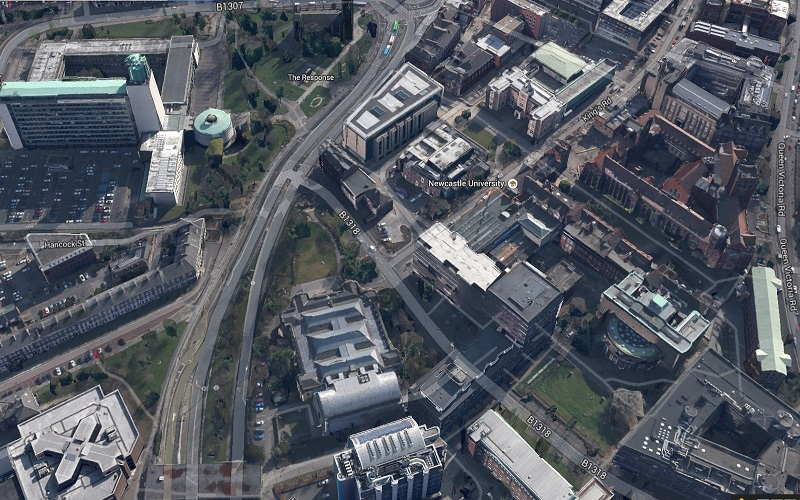 B1307
The Response
King's Rd
Queen Victoria Rd
Newcastle University
B1318
Queen Victoria Rd
Hancock St
B1318
B1318